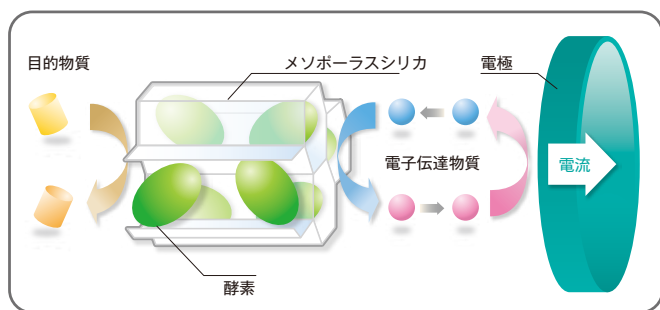 目的物質
メソポーラスシリカ
電極
電子伝達物質
電流
酵素